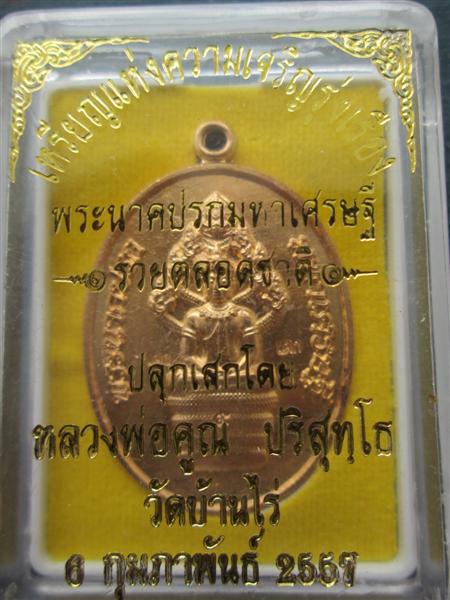 เหรียญแห่งความเจริญรุ่งเรือง
พระนาคปรกมหาเศรษฐี
รวยตลอดชาติ
ปลุกเสกโดย
หลวงพ่อคูณ ปริสุทฺโธ
วัดบ้านไร่
6 กุมภาพันธ์ 2557